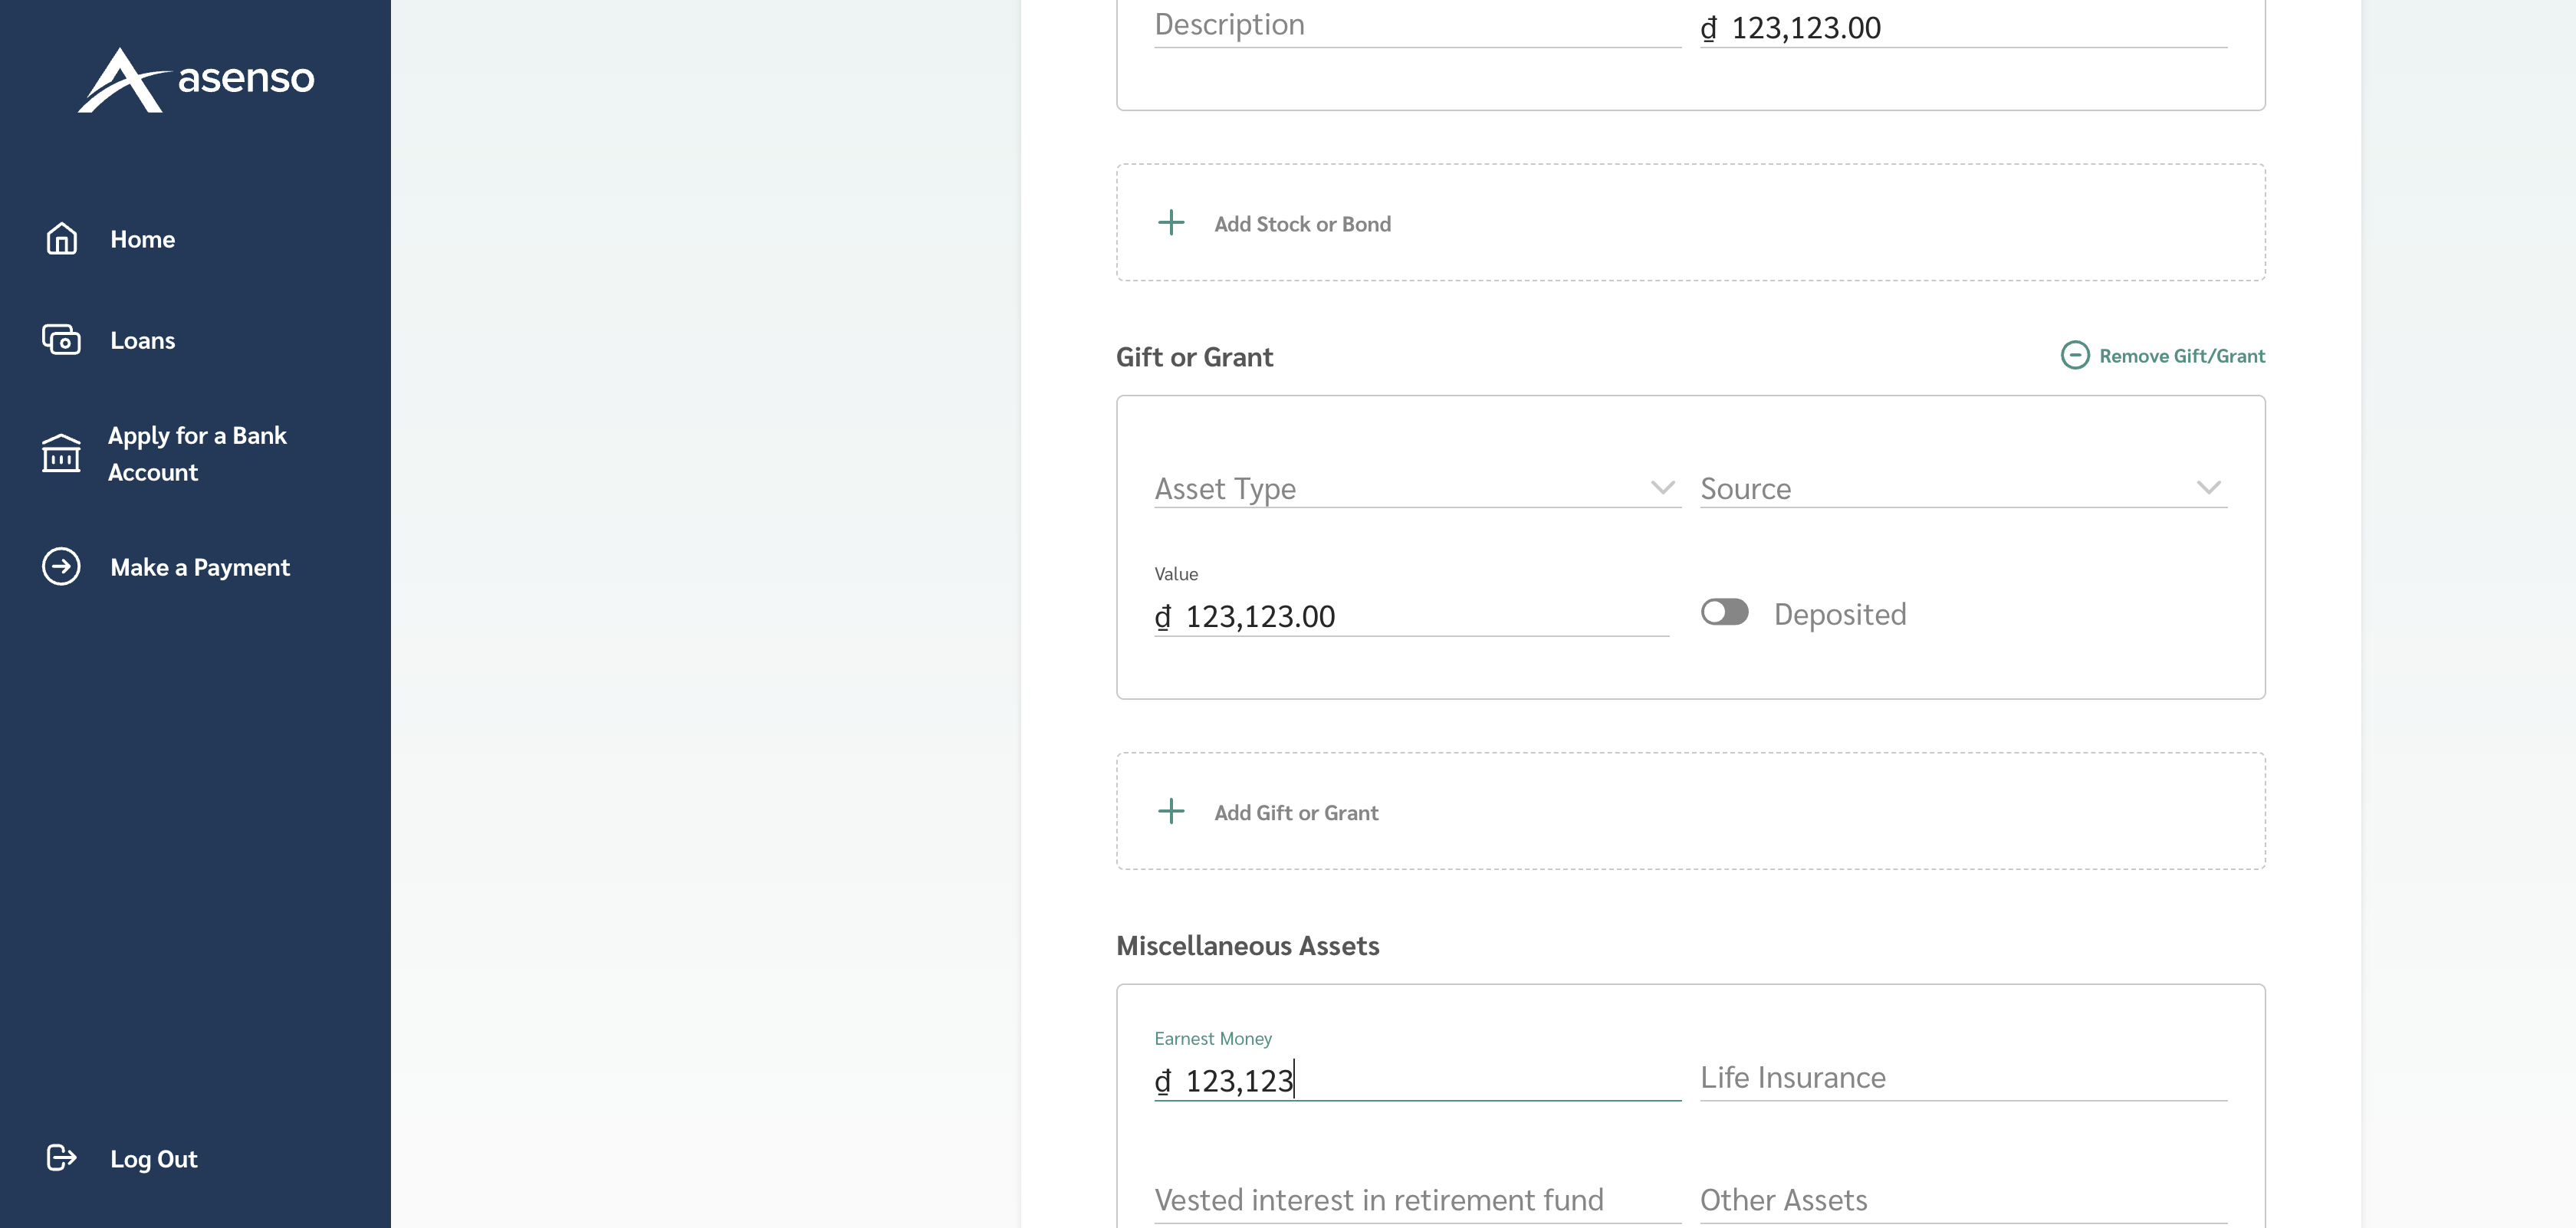 asenso
Home
Loans
Apply for a Bank
Account
Make a Payment
Log Out
Description
₫ 123,123.00
Add Stock or Bond
Gift or Grant
Remove Gift/Grant
Asset Type
Source
Value
₫ 123,123.00
Deposited
Add Gift or Grant
Miscellaneous Assets
Earnest Money
₫ 123,123
Life Insurance
Vested interest in retirement fund
Other Assets